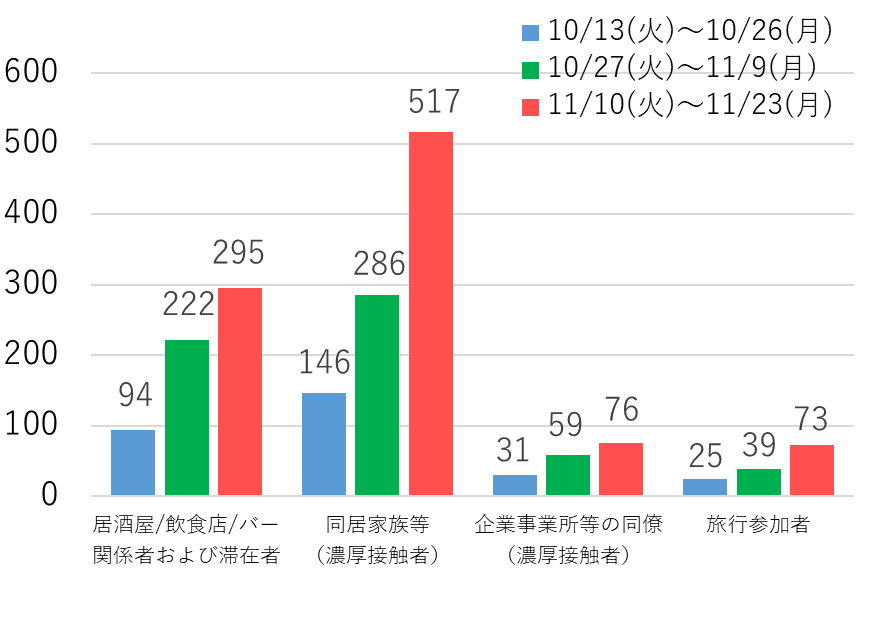 10/13(火)～10/26(月)
10/27(火)～11/9(月)
11/10(火)～11/23(月)
600
500
400
300
200
100
0
94
222
295
146
286
517
31
59
76
25
39
73
居酒屋/飲食店/バー
関係者および滞在者
同居家族等
（濃厚接触者）
企業事業所等の同僚
（濃厚接触者）
旅行参加者